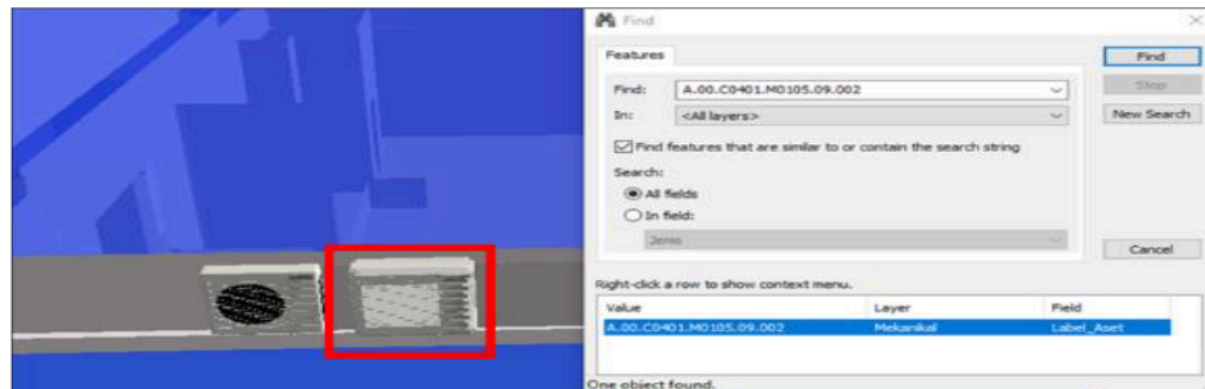 Find
Features
Find: A.00.C0401.M0105.09.002
In: <All layers>
Find features that are similar to or contain the search string
Search:
All fields
In field:
Jenis
Find
Stop
New Search
Cancel
Right-click a row to show context menu.
Value Layer Field
A.00.C0401.M0105.09.002 Mekanikal Label_Aset
One object found.